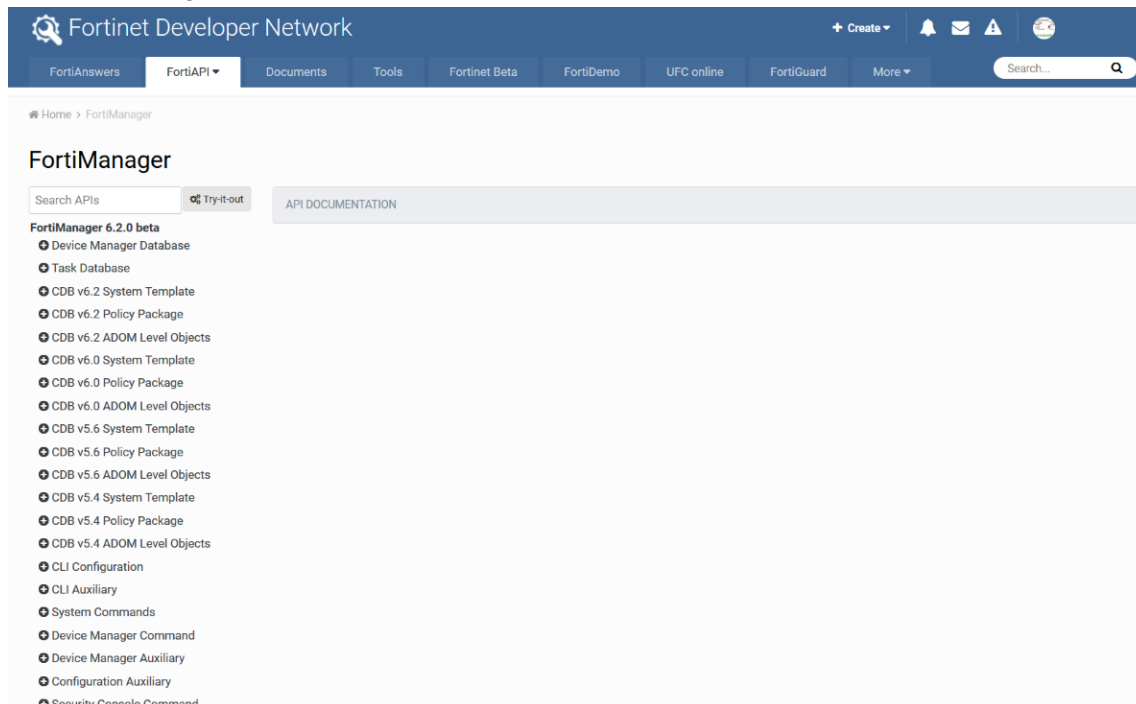 Fortinet Developer Network
Create
FortiAnswers FortiAPI Documents Tools Fortinet Beta FortiDemo UFC online FortiGuard More Search...
Home > FortiManager
FortiManager
Search APIs Try-it-out API DOCUMENTATION
FortiManager 6.2.0 beta
Device Manager Database
Task Database
CDB v6.2 System Template
CDB v6.2 Policy Package
CDB v6.2 ADOM Level Objects
CDB v6.0 System Template
CDB v6.0 Policy Package
CDB v6.0 ADOM Level Objects
CDB v5.6 System Template
CDB v5.6 Policy Package
CDB v5.6 ADOM Level Objects
CDB v5.4 System Template
CDB v5.4 Policy Package
CDB v5.4 ADOM Level Objects
CLI Configuration
CLI Auxiliary
System Commands
Device Manager Command
Device Manager Auxiliary
Configuration Auxiliary
Security Console Command